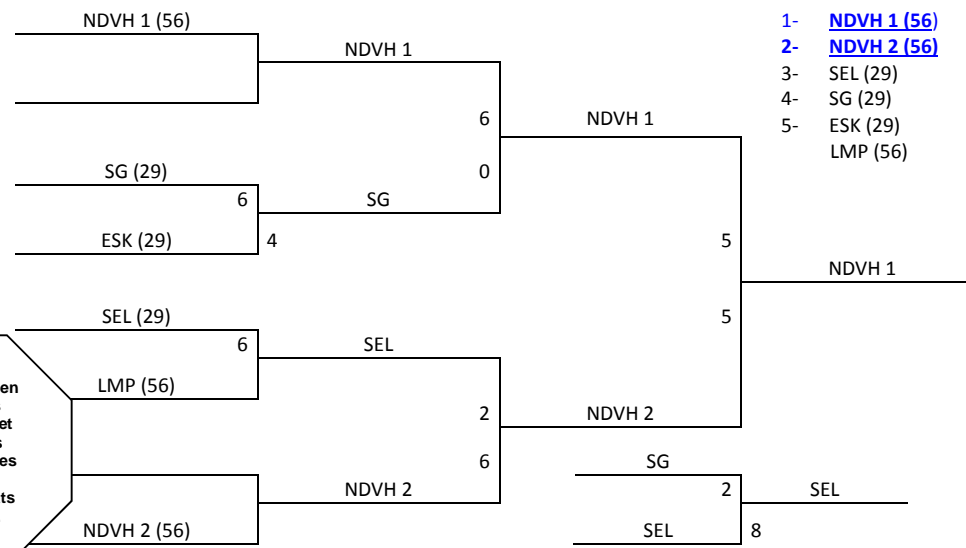 NDVH 1 (56)
NDVH 1
6
NDVH 1
0
SG (29)
6
SG
ESK (29)
4
5
NDVH 1
5
SEL (29)
6
SEL
LMP (56)
2
NDVH 2
6
NDVH 2
NDVH 2 (56)
SG
2
SEL
SEL
8
1- NDVH 1 (56)
2- NDVH 2 (56)
3- SEL (29)
4- SG (29)
5- ESK (29)
LMP (56)
en
et
s
es
ts